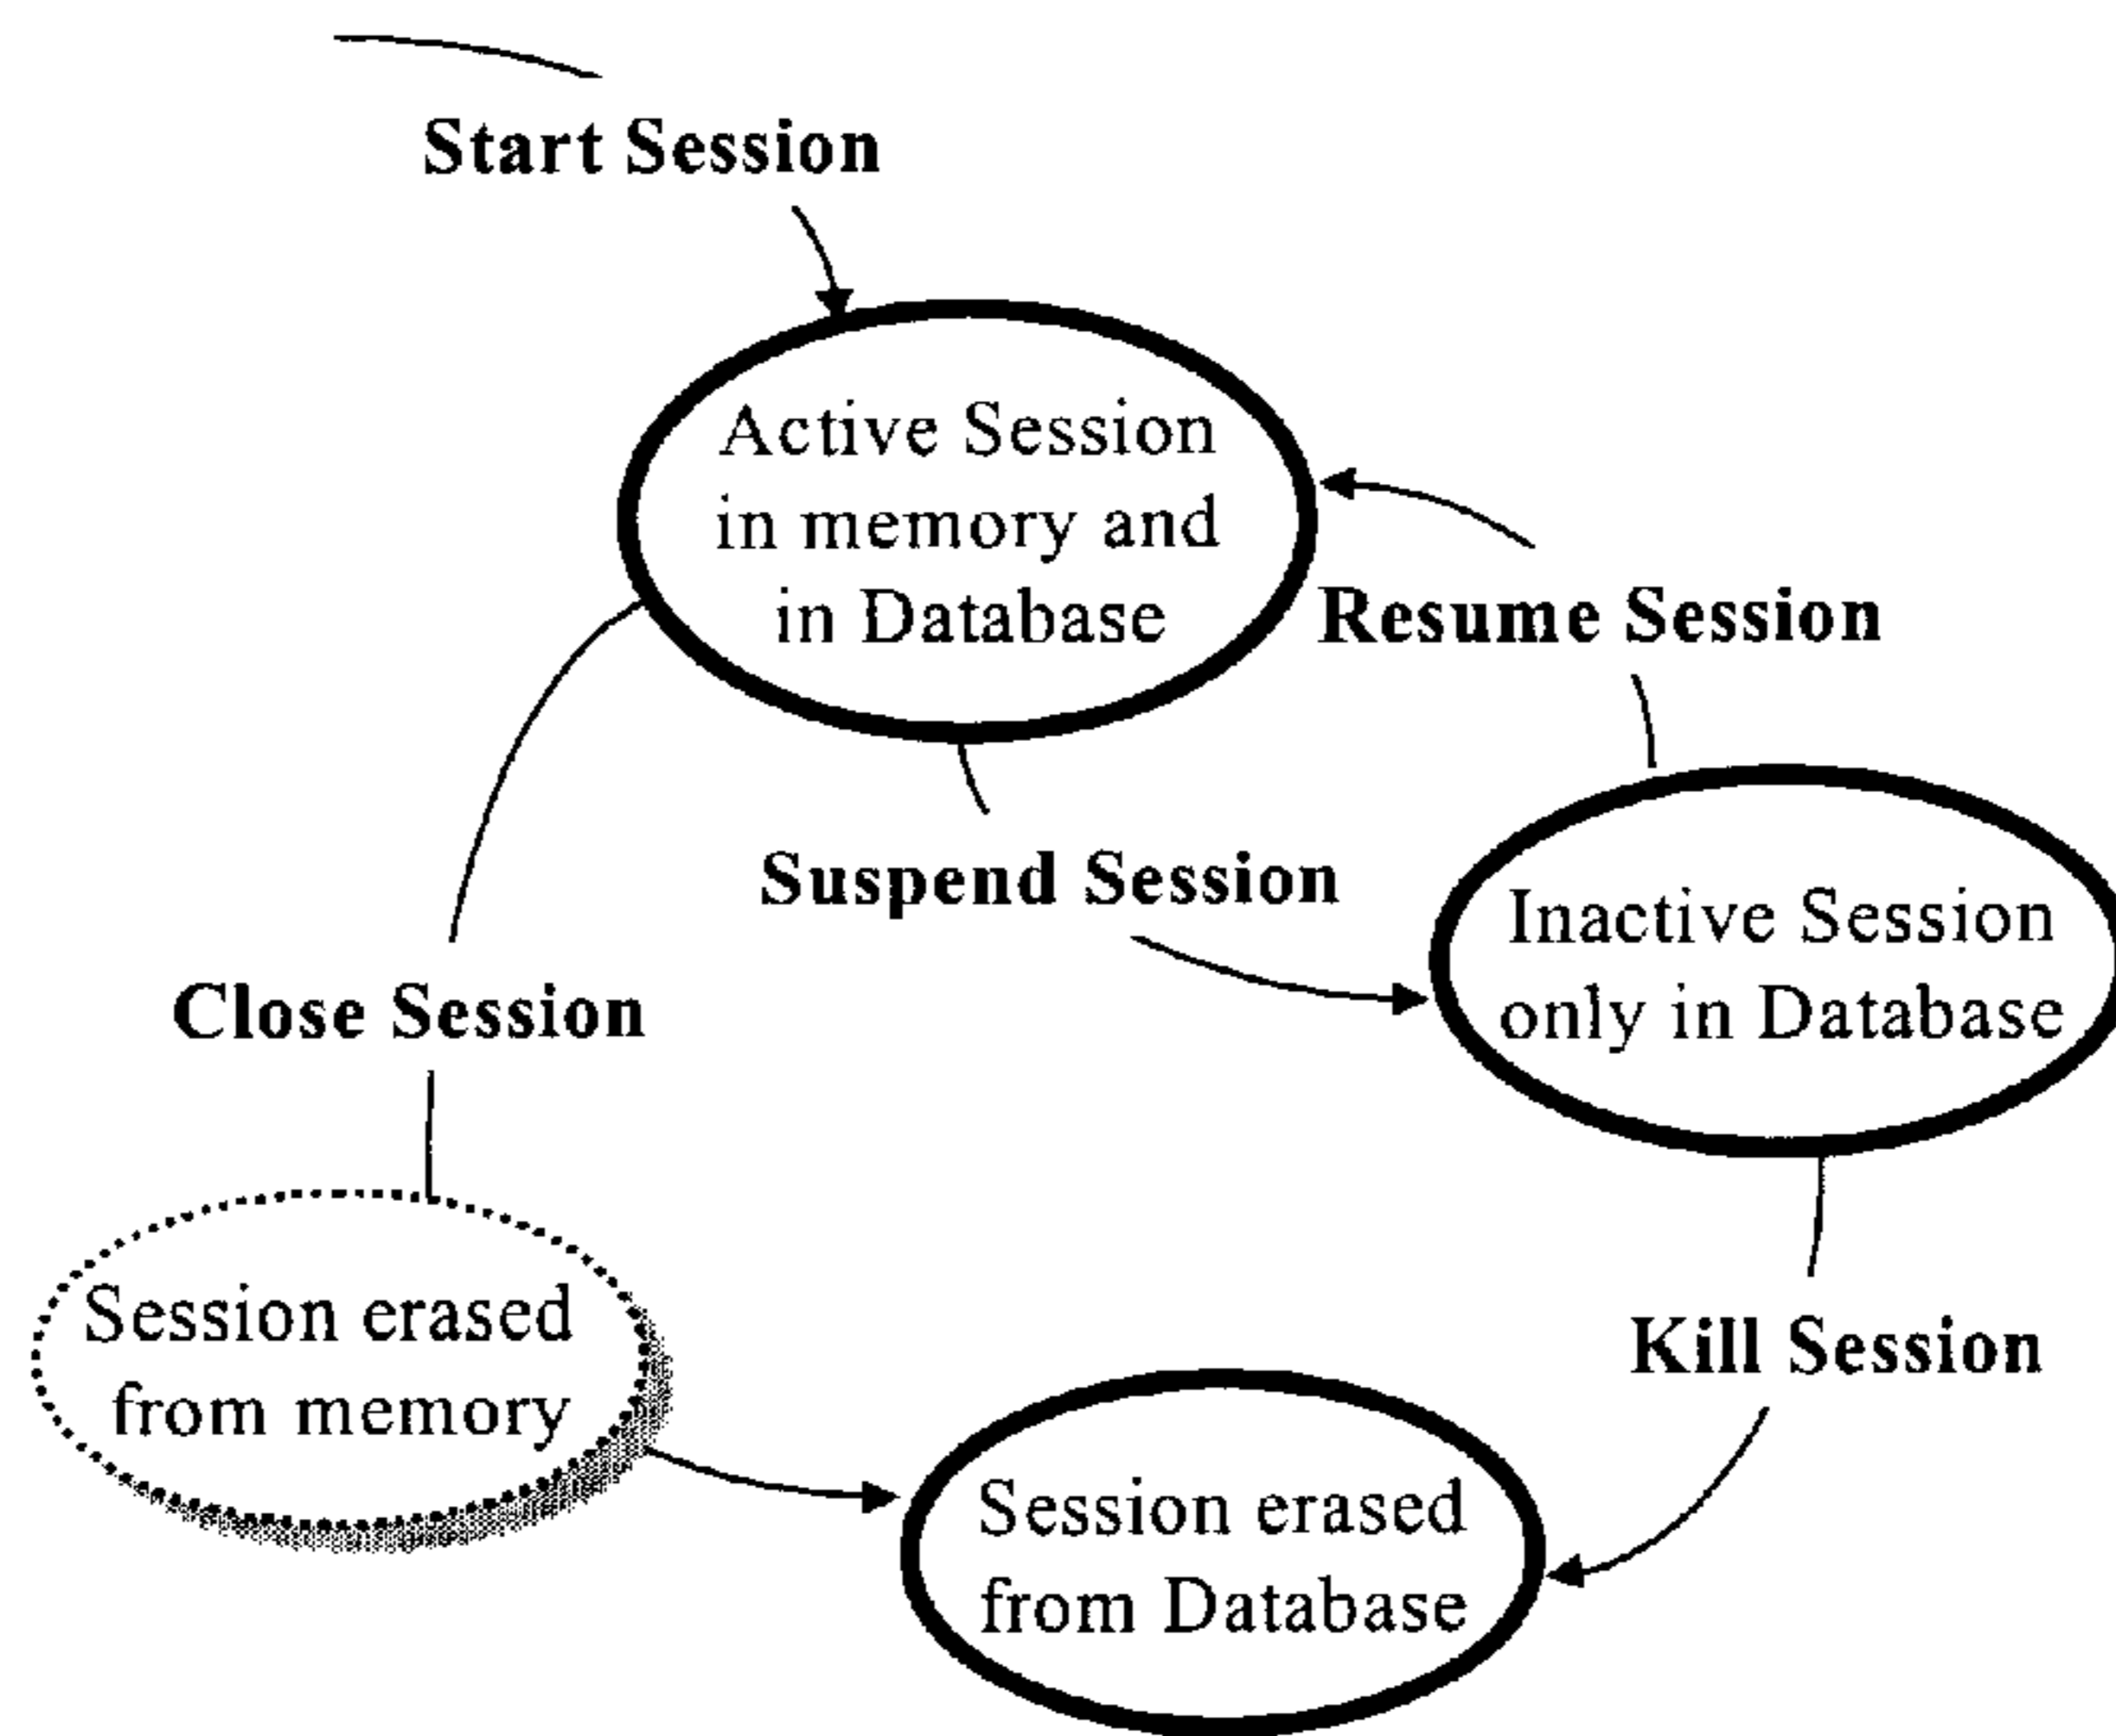 Start Session
Active Session
in memory and
in Database
Resume Session
Suspend Session
Inactive Session
only in Database
Close Session
Session erased
from memory
Kill Session
Session erased
from Database